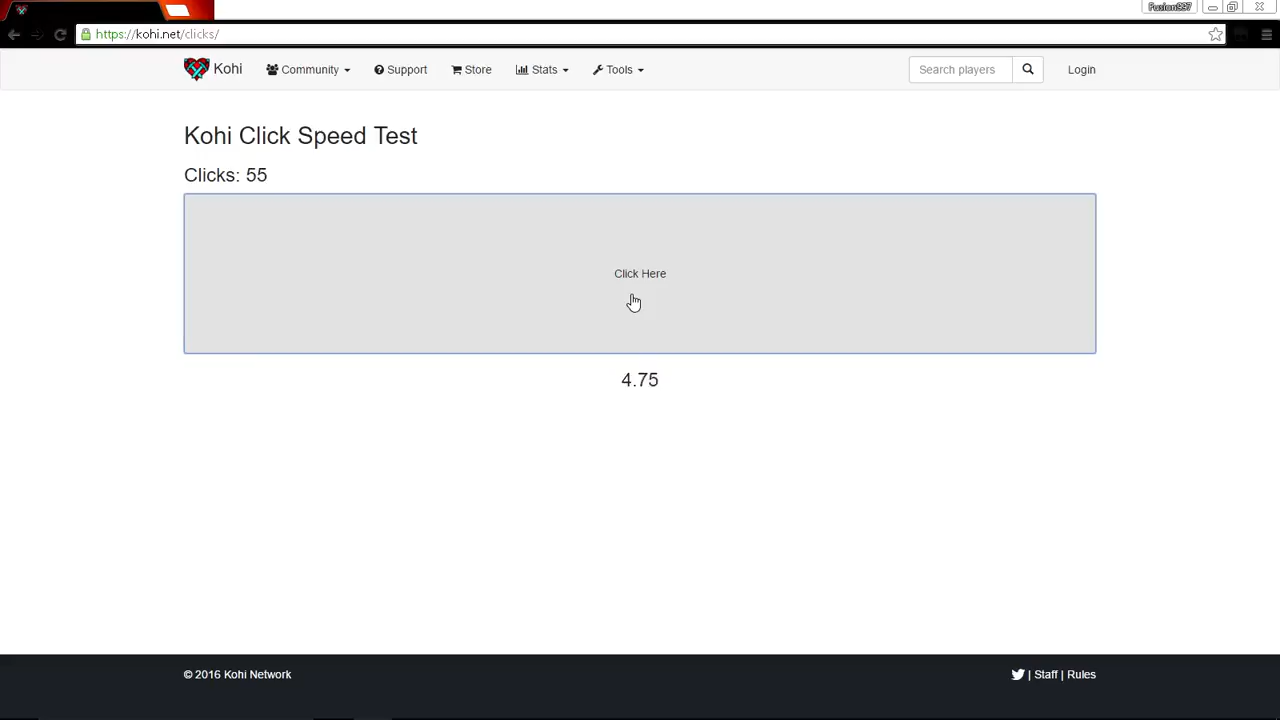 Fusion937
https://kohi.net/clicks/
Kohi Community Support Store Stats Tools Search players Login
Kohi Click Speed Test
Clicks: 55
Click Here
4.75
© 2016 Kohi Network | Staff | Rules